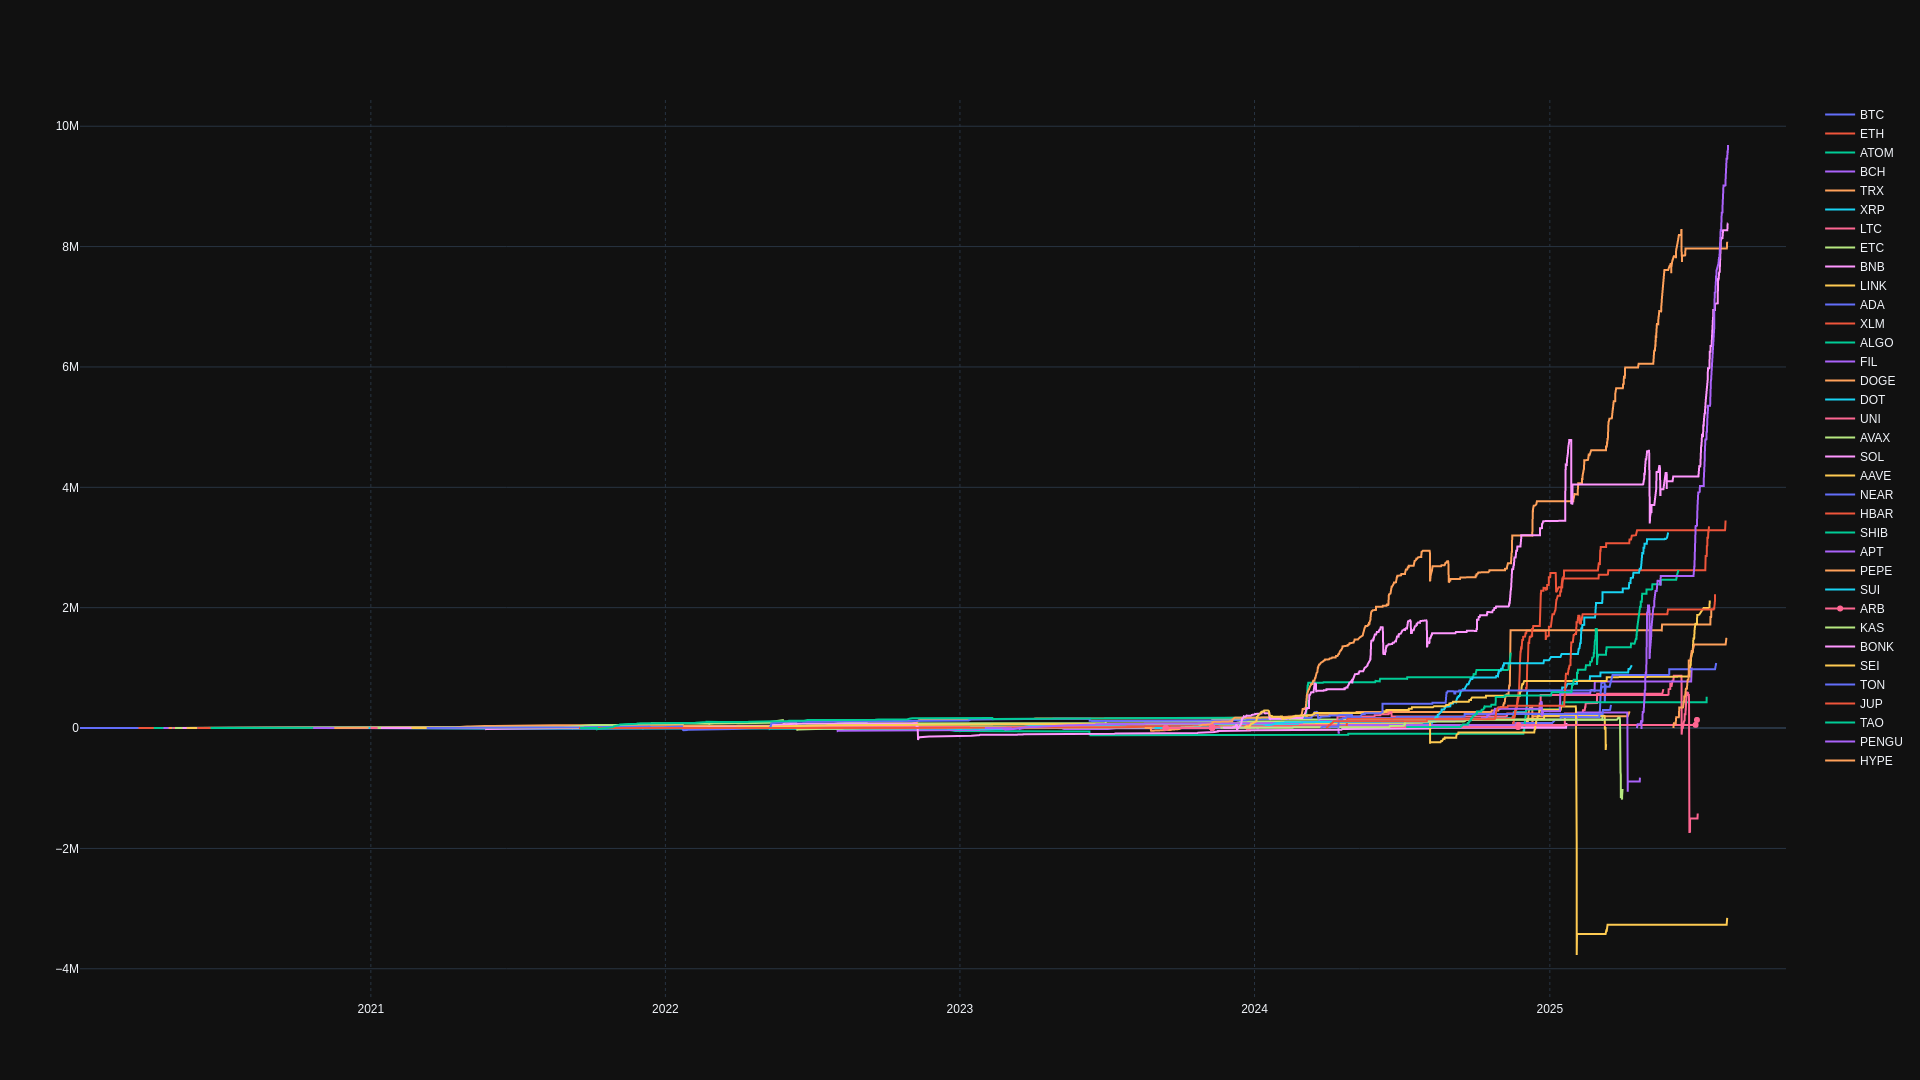 10M
8M
6M
4M
2M
0
−2M
−4M
2021
2022
2023
2024
2025
BTC
ETH
ATOM
BCH
TRX
XRP
LTC
ETC
BNB
LINK
ADA
XLM
ALGO
FIL
DOGE
DOT
UNI
AVAX
SOL
AAVE
NEAR
HBAR
SHIB
APT
PEPE
SUI
ARB
KAS
BONK
SEI
TON
JUP
TAO
PENGU
HYPE